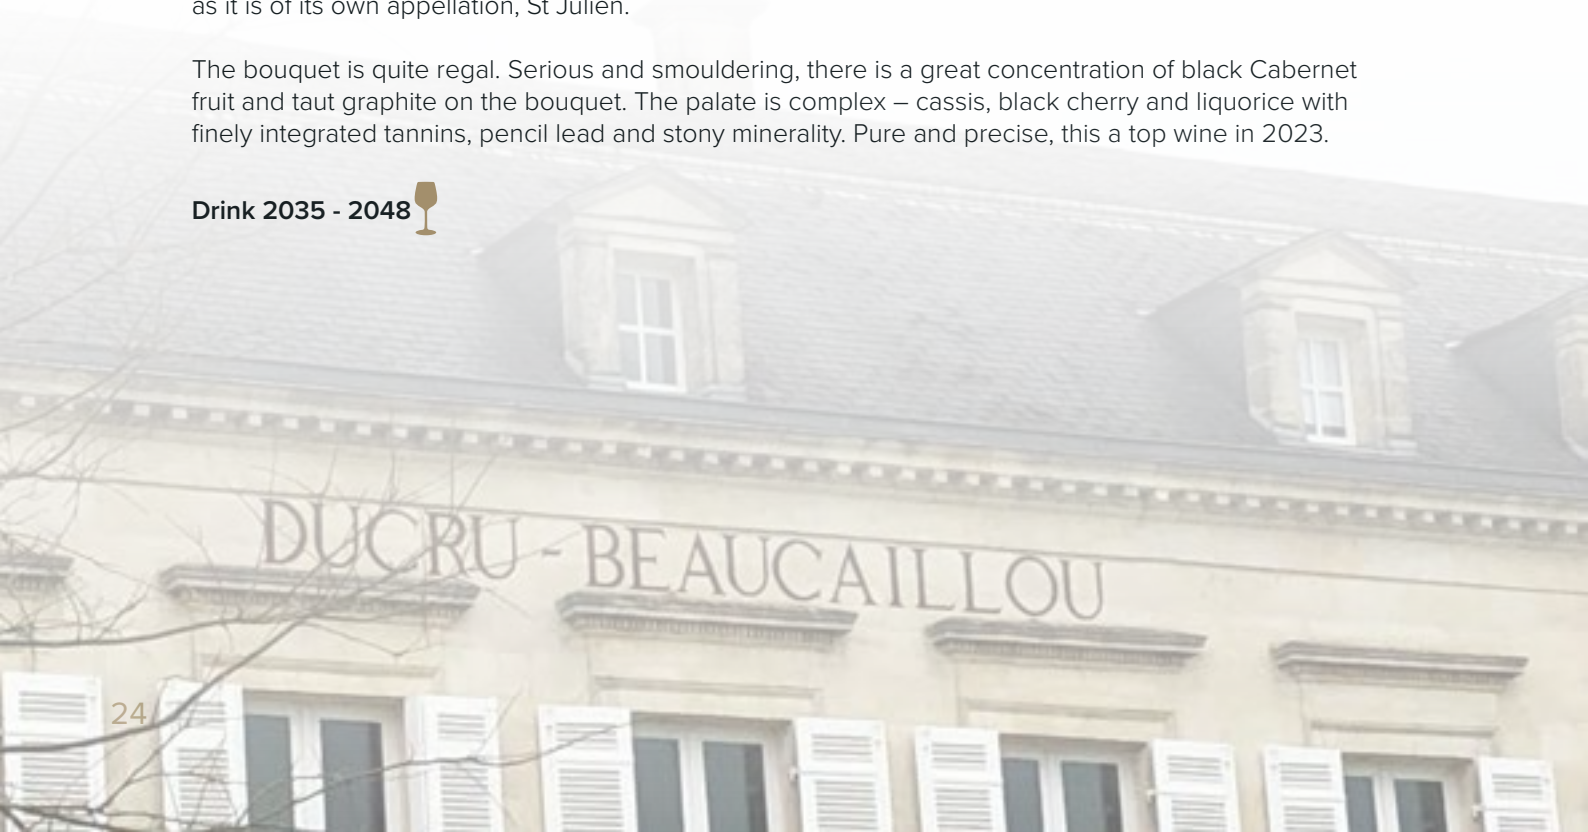 as it is of its own appellation, St Julien.
The bouquet is quite regal. Serious and smouldering, there is a great concentration of black Cabernet
fruit and taut graphite on the bouquet. The palate is complex – cassis, black cherry and liquorice with
finely integrated tannins, pencil lead and stony minerality. Pure and precise, this a top wine in 2023.
Drink 2035 - 2048
DUCRU - BEAUCAILLOU
24